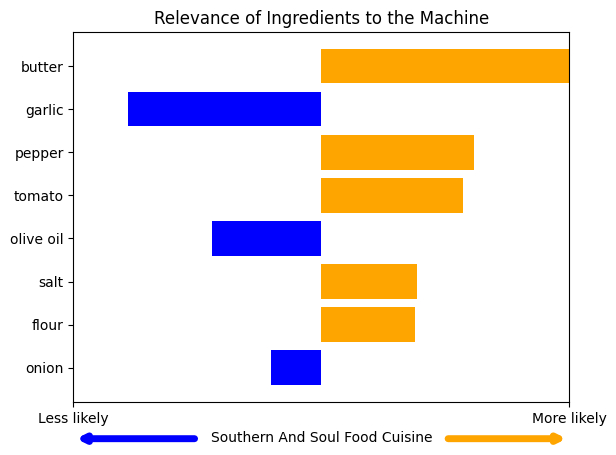 Relevance of Ingredients to the Machine
butter
garlic
pepper
tomato
olive oil
salt
flour
onion
Less likely
More likely
Southern And Soul Food Cuisine